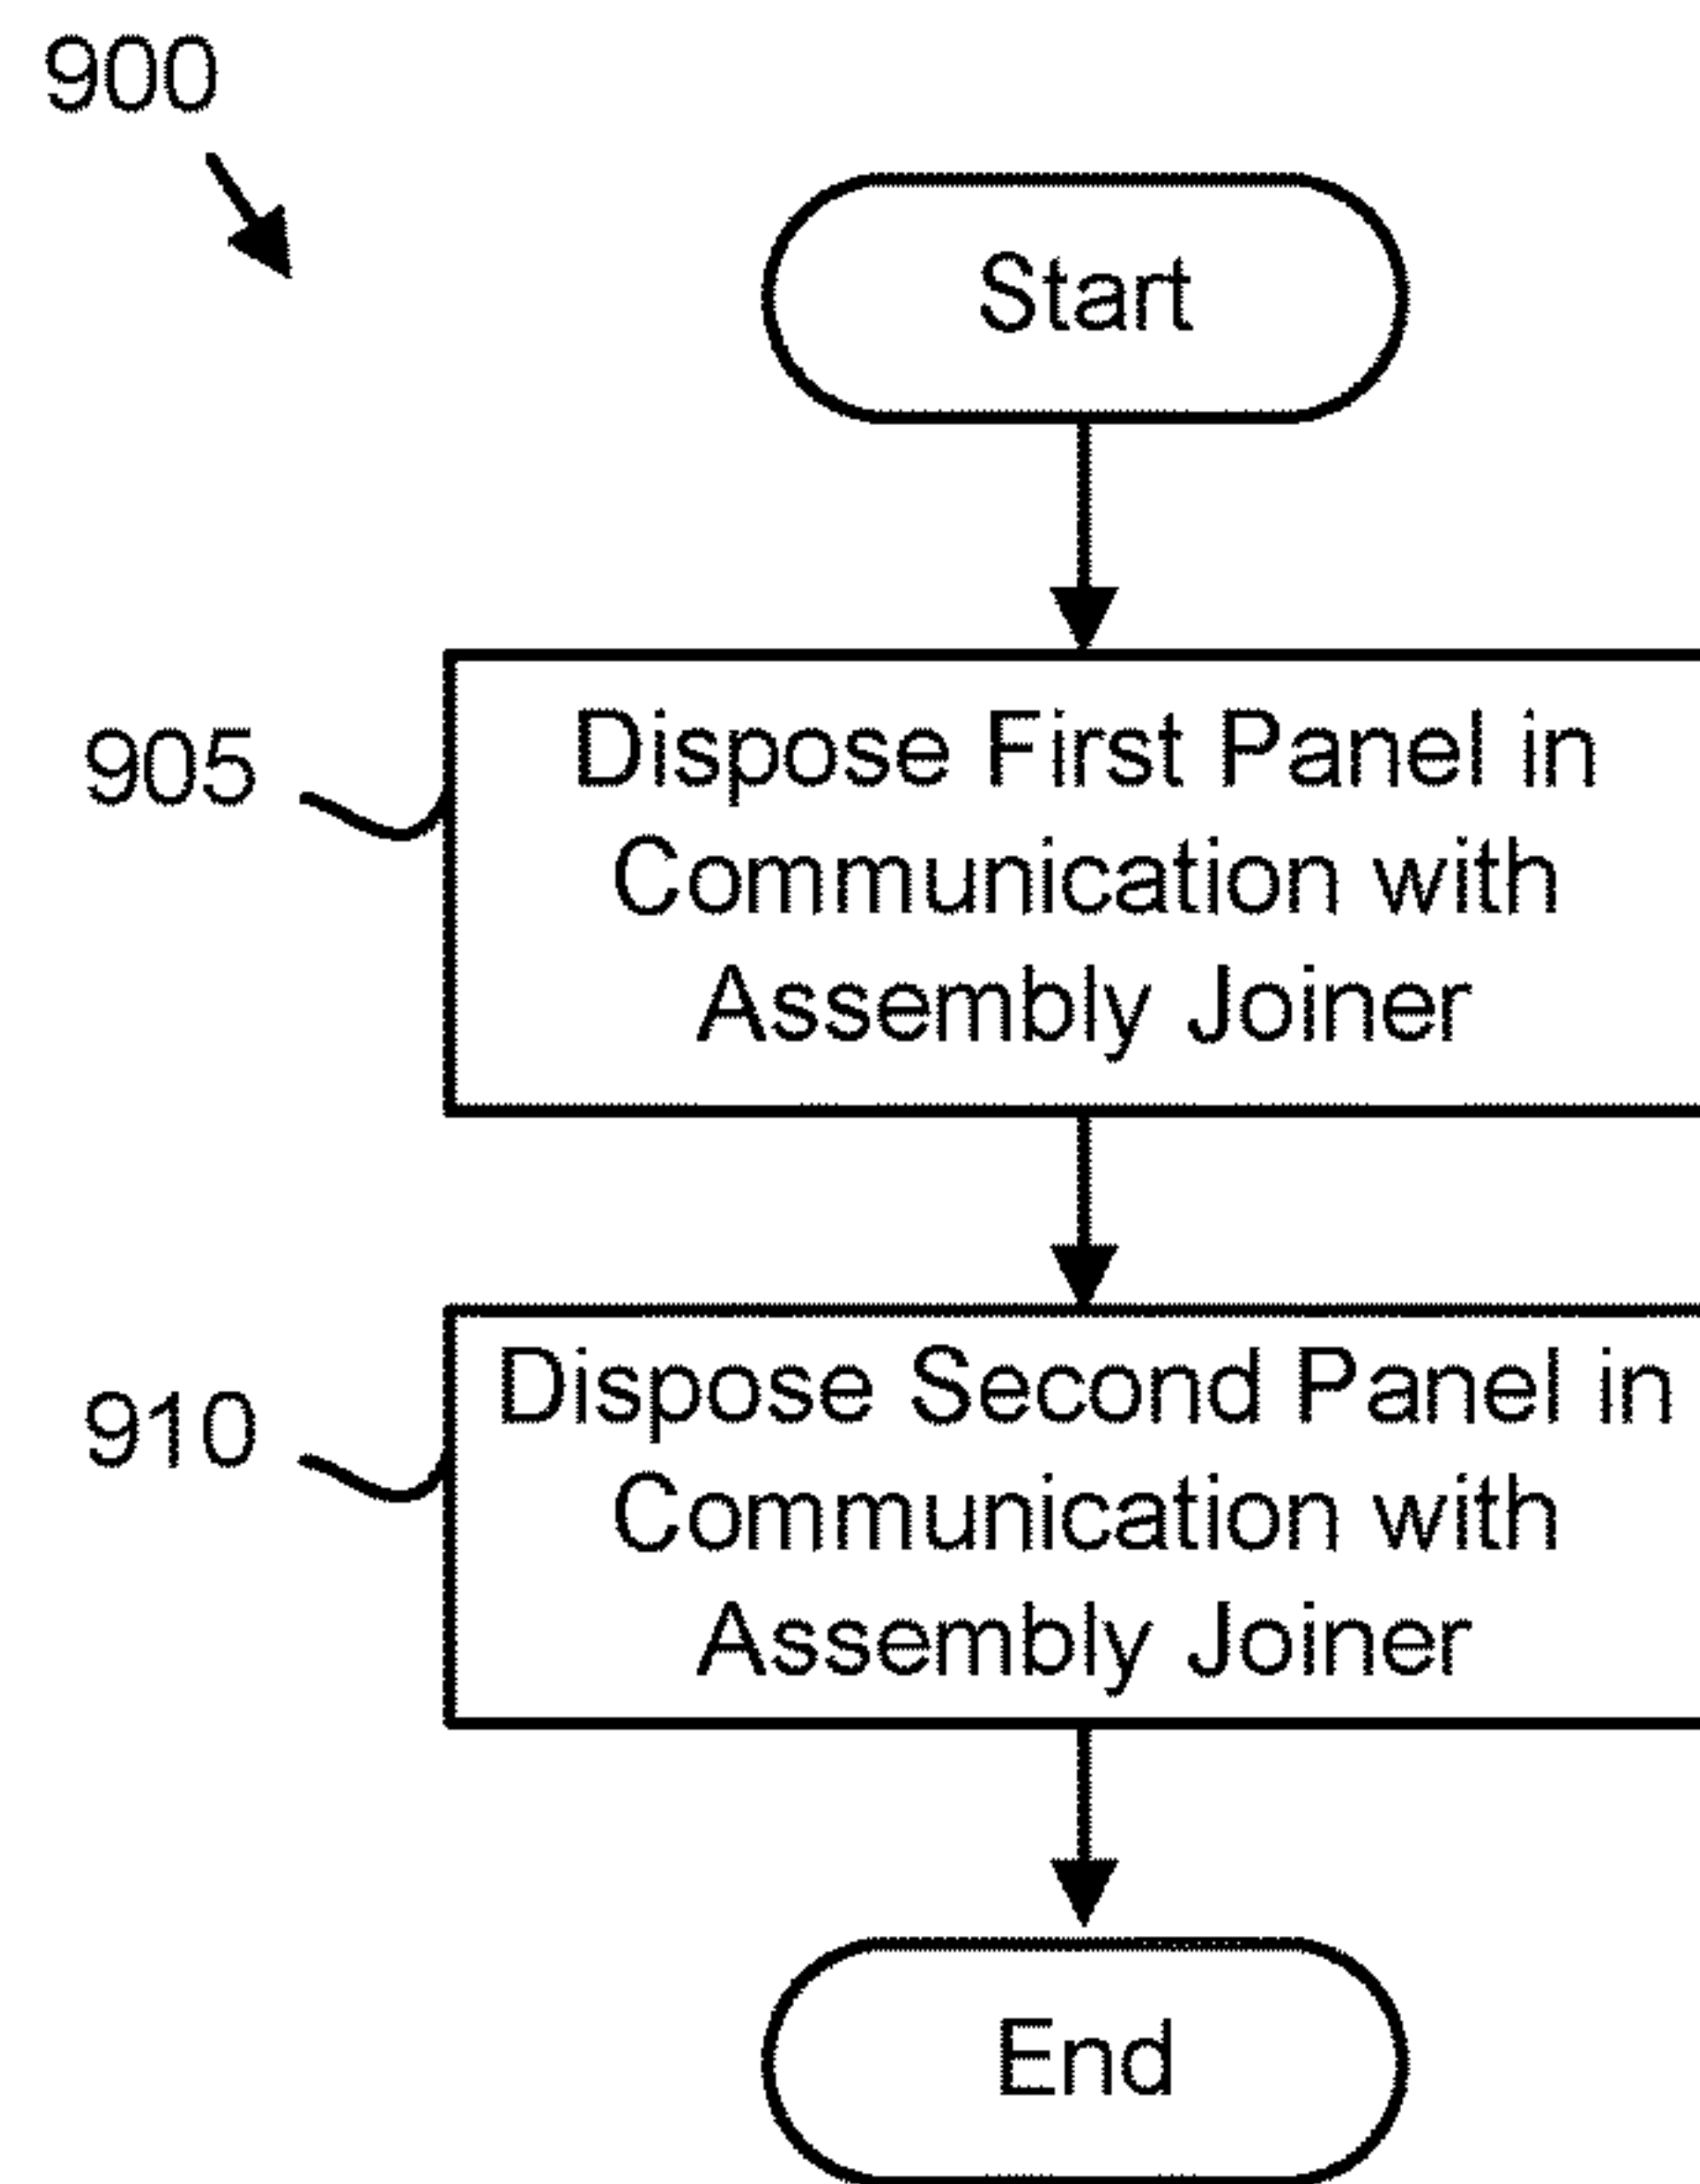 900
Start
905
Dispose First Panel in
Communication with
Assembly Joiner
910
Dispose Second Panel in
Communication with
Assembly Joiner
End